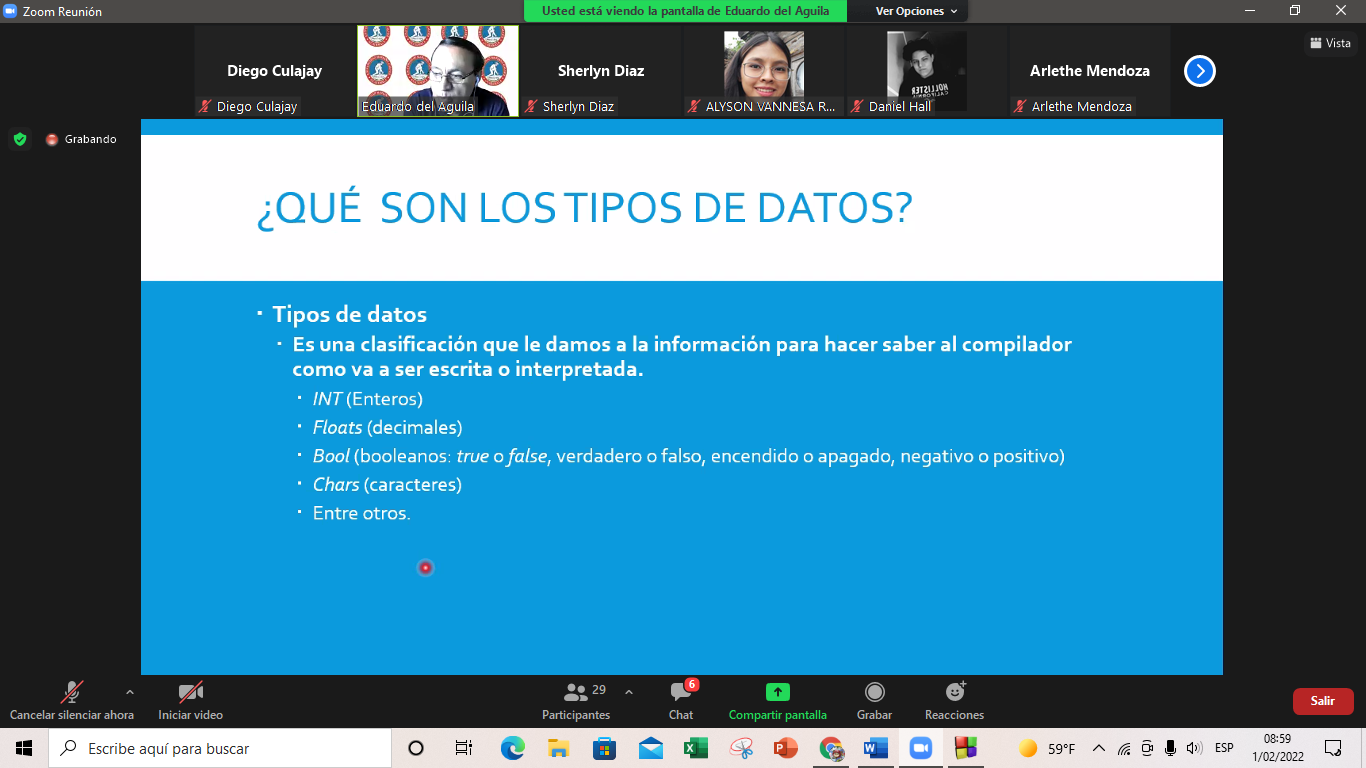 Zoom Reunión
Usted está viendo la pantalla de Eduardo del Aguila
Ver Opciones
Vista
Diego Culajay
Sherlyn Diaz
Arlethe Mendoza
Diego Culajay
Eduardo del Aguila
Sherlyn Diaz
ALYSON VANNESA R...
Daniel Hall
Arlethe Mendoza
HOLLISTER
CALIFORNIA
Grabando
¿QUÉ SON LOS TIPOS DE DATOS?
Tipos de datos
Es una clasificación que le damos a la información para hacer saber al compilador
como va a ser escrita o interpretada.
INT (Enteros)
Floats (decimales)
Bool (booleanos: true o false, verdadero o falso, encendido o apagado, negativo o positivo)
Chars (caracteres)
Entre otros.
Cancelar silenciar ahora
Iniciar video
29
Participantes
6
Chat
Compartir pantalla
Grabar
Reacciones
Salir
Escribe aquí para buscar
59°F
ESP
08:59
1/02/2022